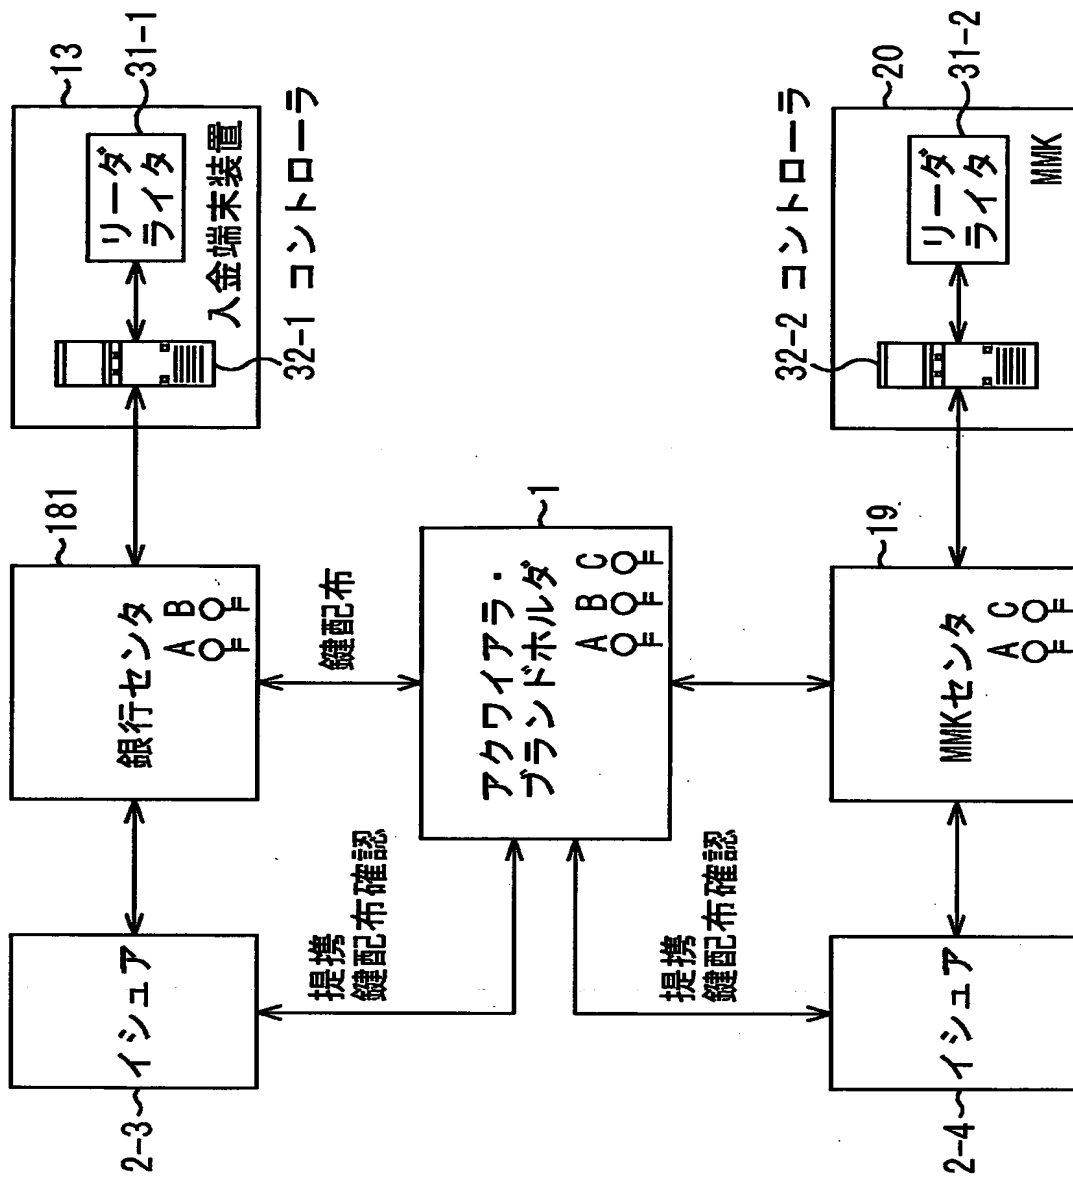 2-3
イシュア
銀行センタ
A B
181
13
リーダ
ライタ
31-1
入金端末装置
32-1 コントローラ
提携
鍵配布確認
鍵配布
アクワイアラ・
ブランドホルダ
A B C
1
提携
鍵配布確認
2-4
イシュア
MMKセンタ
A C
19
32-2 コントローラ
20
リーダ
ライタ
31-2
MMK